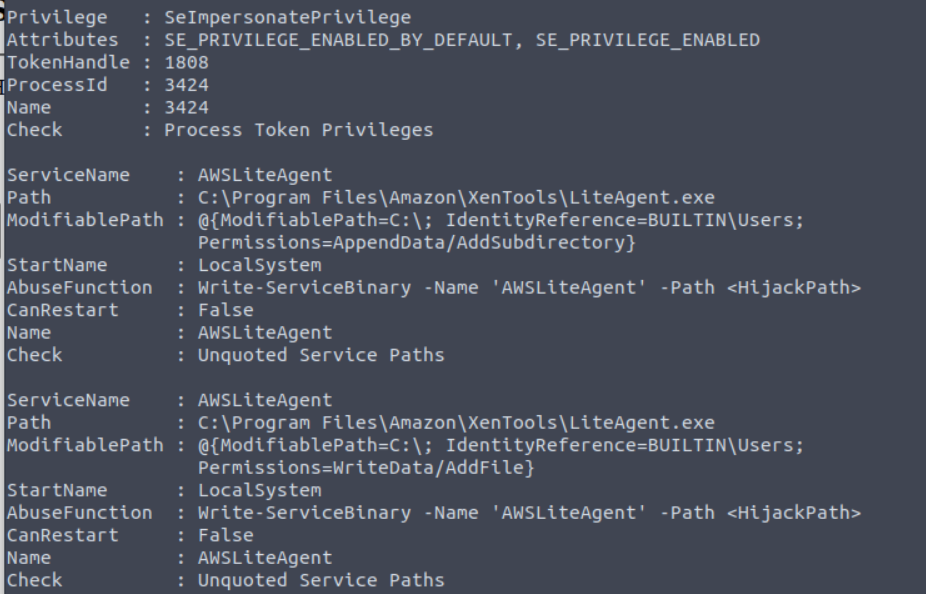 Privilege   : SeImpersonatePrivilege
Attributes  : SE_PRIVILEGE_ENABLED_BY_DEFAULT, SE_PRIVILEGE_ENABLED
TokenHandle : 1808
ProcessId   : 3424
Name        : 3424
Check       : Process Token Privileges

ServiceName    : AWSLiteAgent
Path           : C:\Program Files\Amazon\XenTools\LiteAgent.exe
ModifiablePath : @{ModifiablePath=C:\; IdentityReference=BUILTIN\Users;
                 Permissions=AppendData/AddSubdirectory}
StartName      : LocalSystem
AbuseFunction  : Write-ServiceBinary -Name 'AWSLiteAgent' -Path <HijackPath>
CanRestart     : False
Name           : AWSLiteAgent
Check          : Unquoted Service Paths

ServiceName    : AWSLiteAgent
Path           : C:\Program Files\Amazon\XenTools\LiteAgent.exe
ModifiablePath : @{ModifiablePath=C:\; IdentityReference=BUILTIN\Users;
                 Permissions=WriteData/AddFile}
StartName      : LocalSystem
AbuseFunction  : Write-ServiceBinary -Name 'AWSLiteAgent' -Path <HijackPath>
CanRestart     : False
Name           : AWSLiteAgent
Check          : Unquoted Service Paths